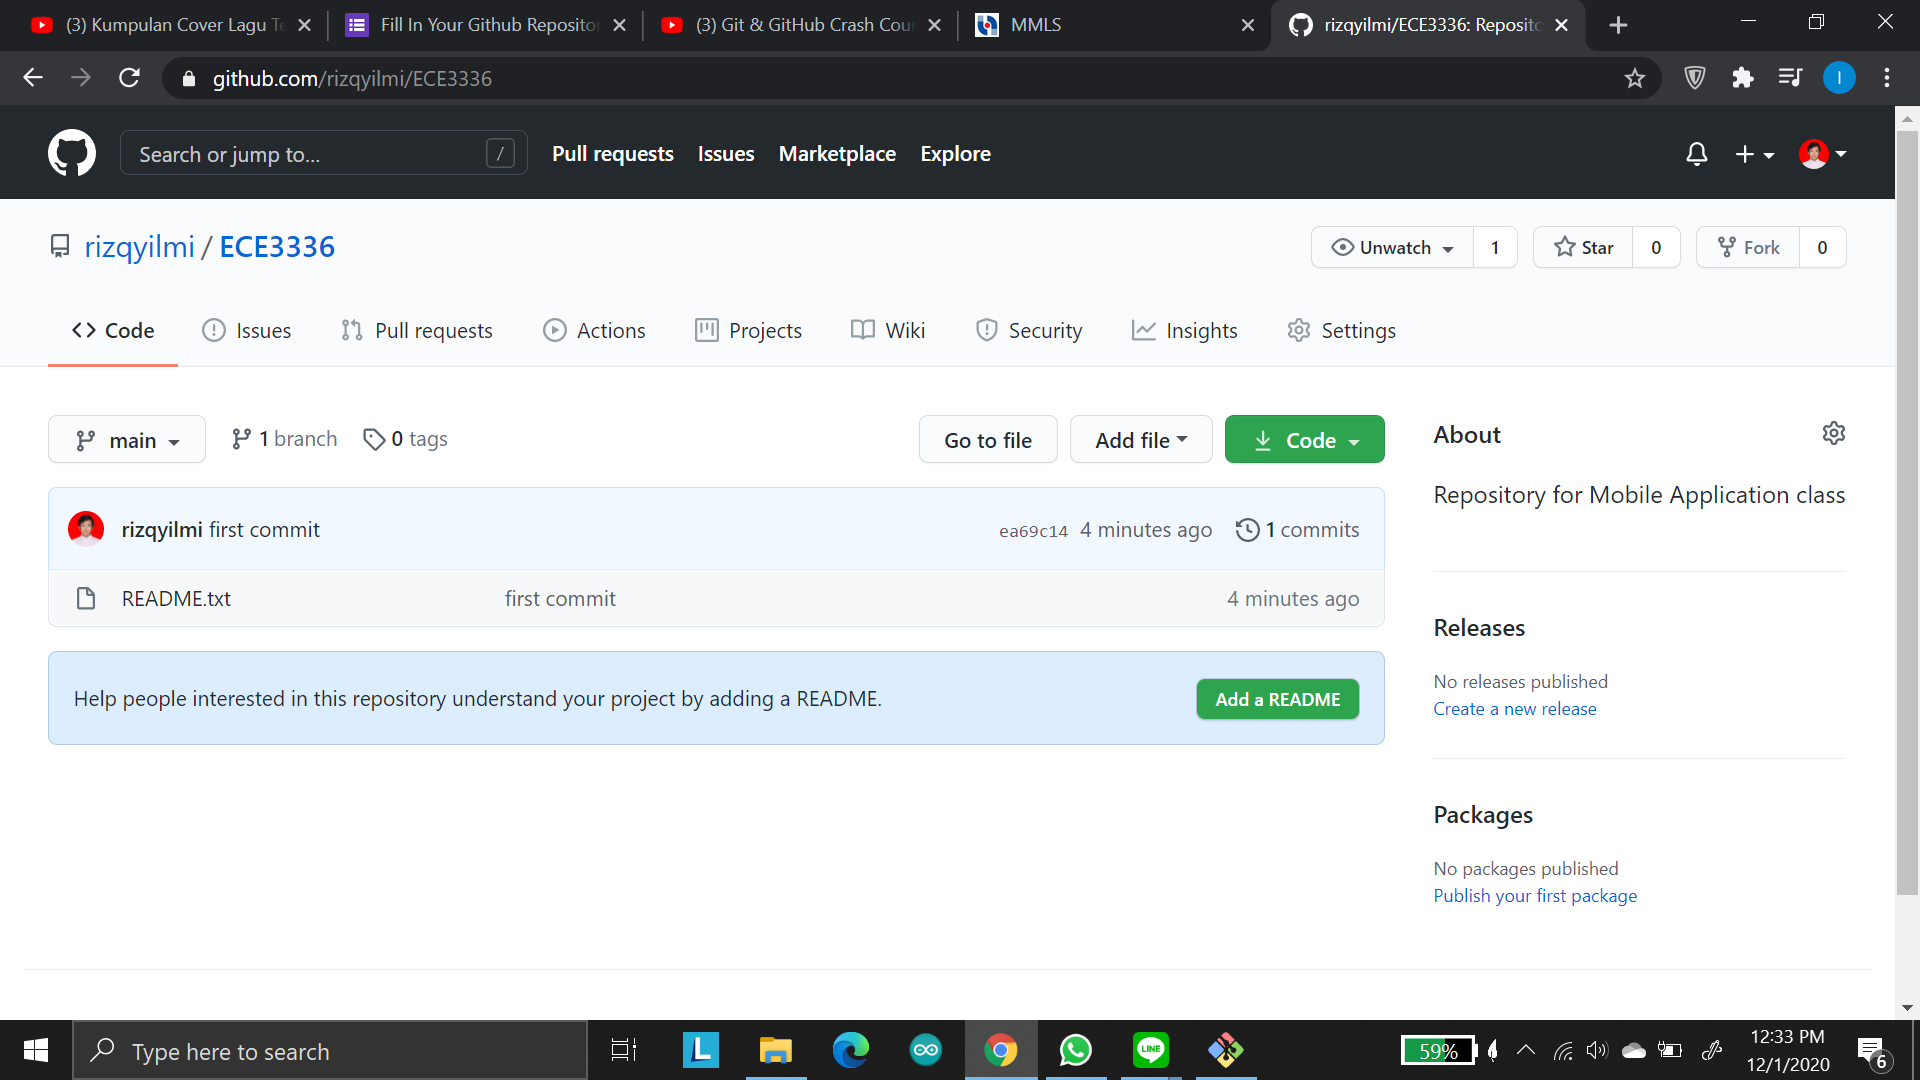 (3) Kumpulan Cover Lagu Te
Fill In Your Github Repositor
(3) Git & GitHub Crash Cour
MMLS
rizqyilmi/ECE3336: Reposito
github.com/rizqyilmi/ECE3336
I
Search or jump to...
/
Pull requests
Issues
Marketplace
Explore
rizqyilmi / ECE3336
Unwatch
1
Star
0
Fork
0
Code
Issues
Pull requests
Actions
Projects
Wiki
Security
Insights
Settings
main
1 branch
0 tags
Go to file
Add file
Code
About
Repository for Mobile Application class
rizqyilmi first commit
ea69c14 4 minutes ago
1 commits
README.txt
first commit
4 minutes ago
Releases
No releases published
Create a new release
Help people interested in this repository understand your project by adding a README.
Add a README
Packages
No packages published
Publish your first package
Type here to search
L
LINE
59%
12:33 PM
12/1/2020
6